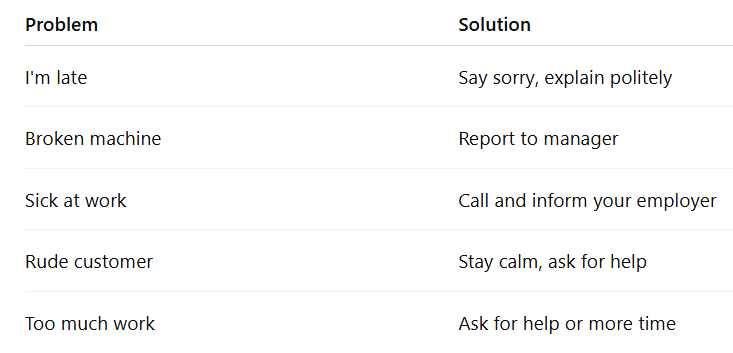 Problem Solution
I'm late Say sorry, explain politely
Broken machine Report to manager
Sick at work Call and inform your employer
Rude customer Stay calm, ask for help
Too much work Ask for help or more time